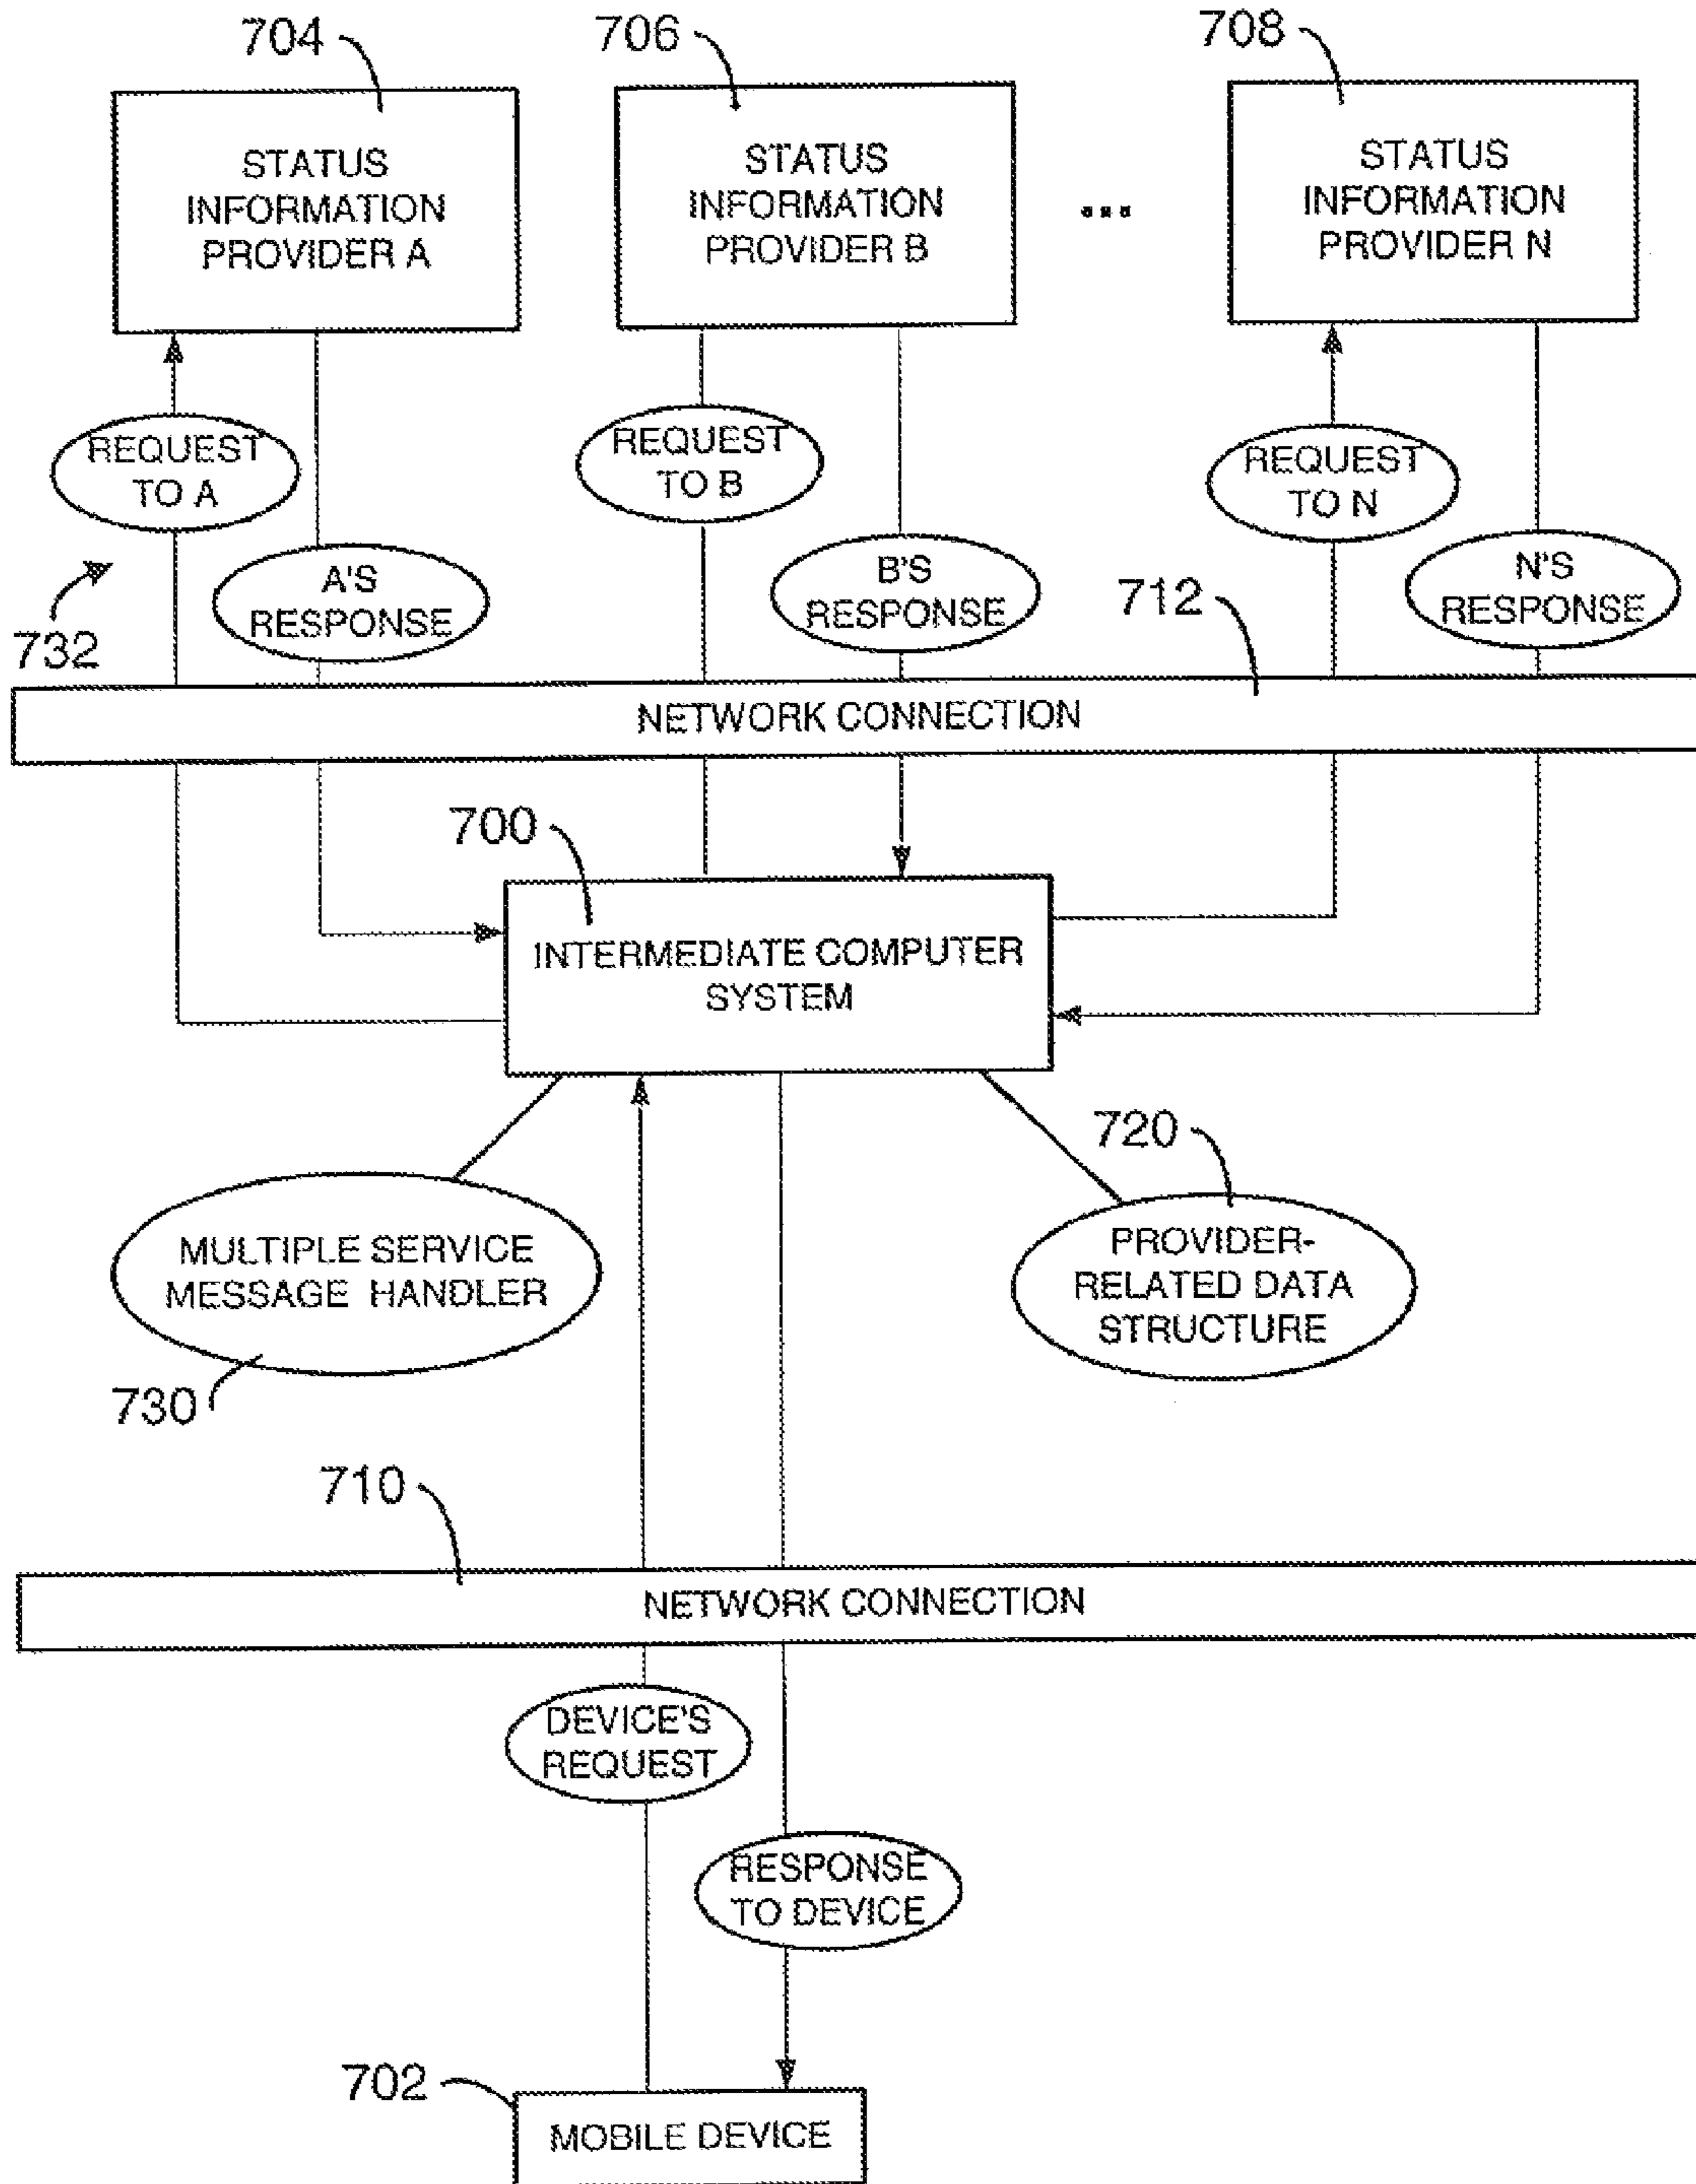 704
706
708
STATUS
INFORMATION
PROVIDER A
STATUS
INFORMATION
PROVIDER B
...
STATUS
INFORMATION
PROVIDER N
REQUEST
TO A
REQUEST
TO B
REQUEST
TO N
A'S
RESPONSE
B'S
RESPONSE
N'S
RESPONSE
732
712
NETWORK CONNECTION
700
INTERMEDIATE COMPUTER
SYSTEM
720
MULTIPLE SERVICE
MESSAGE HANDLER
PROVIDER-
RELATED DATA
STRUCTURE
730
710
NETWORK CONNECTION
DEVICE'S
REQUEST
RESPONSE
TO DEVICE
702
MOBILE DEVICE